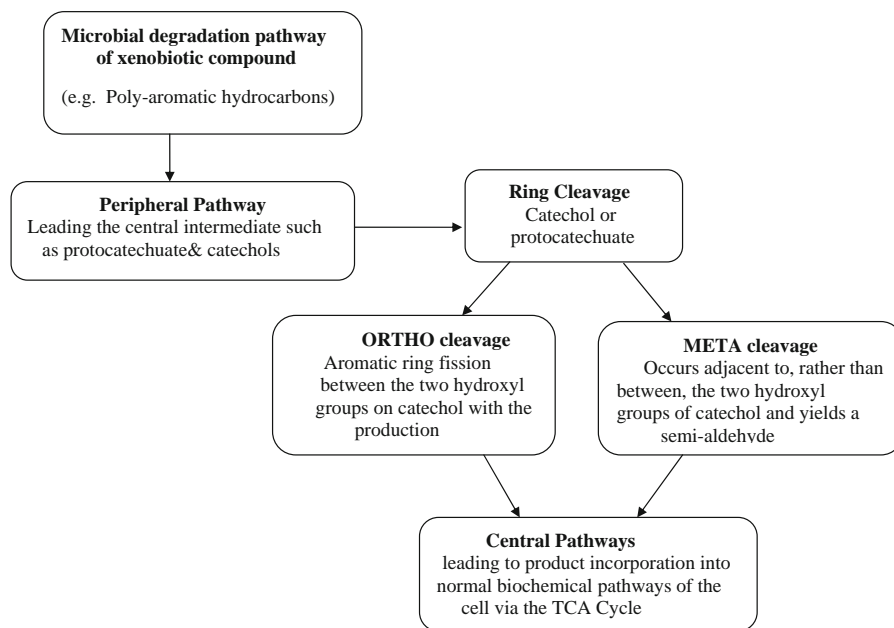 Microbial degradation pathway
of xenobiotic compound
(e.g. Poly-aromatic hydrocarbons)
Peripheral Pathway
Leading the central intermediate such
as protocatechuate& catechols
Ring Cleavage
Catechol or
protocatechuate
ORTHO cleavage
Aromatic ring fission
between the two hydroxyl
groups on catechol with the
production
META cleavage
Occurs adjacent to, rather than
between, the two hydroxyl
groups of catechol and yields a
semi-aldehyde
Central Pathways
leading to product incorporation into
normal biochemical pathways of the
cell via the TCA Cycle